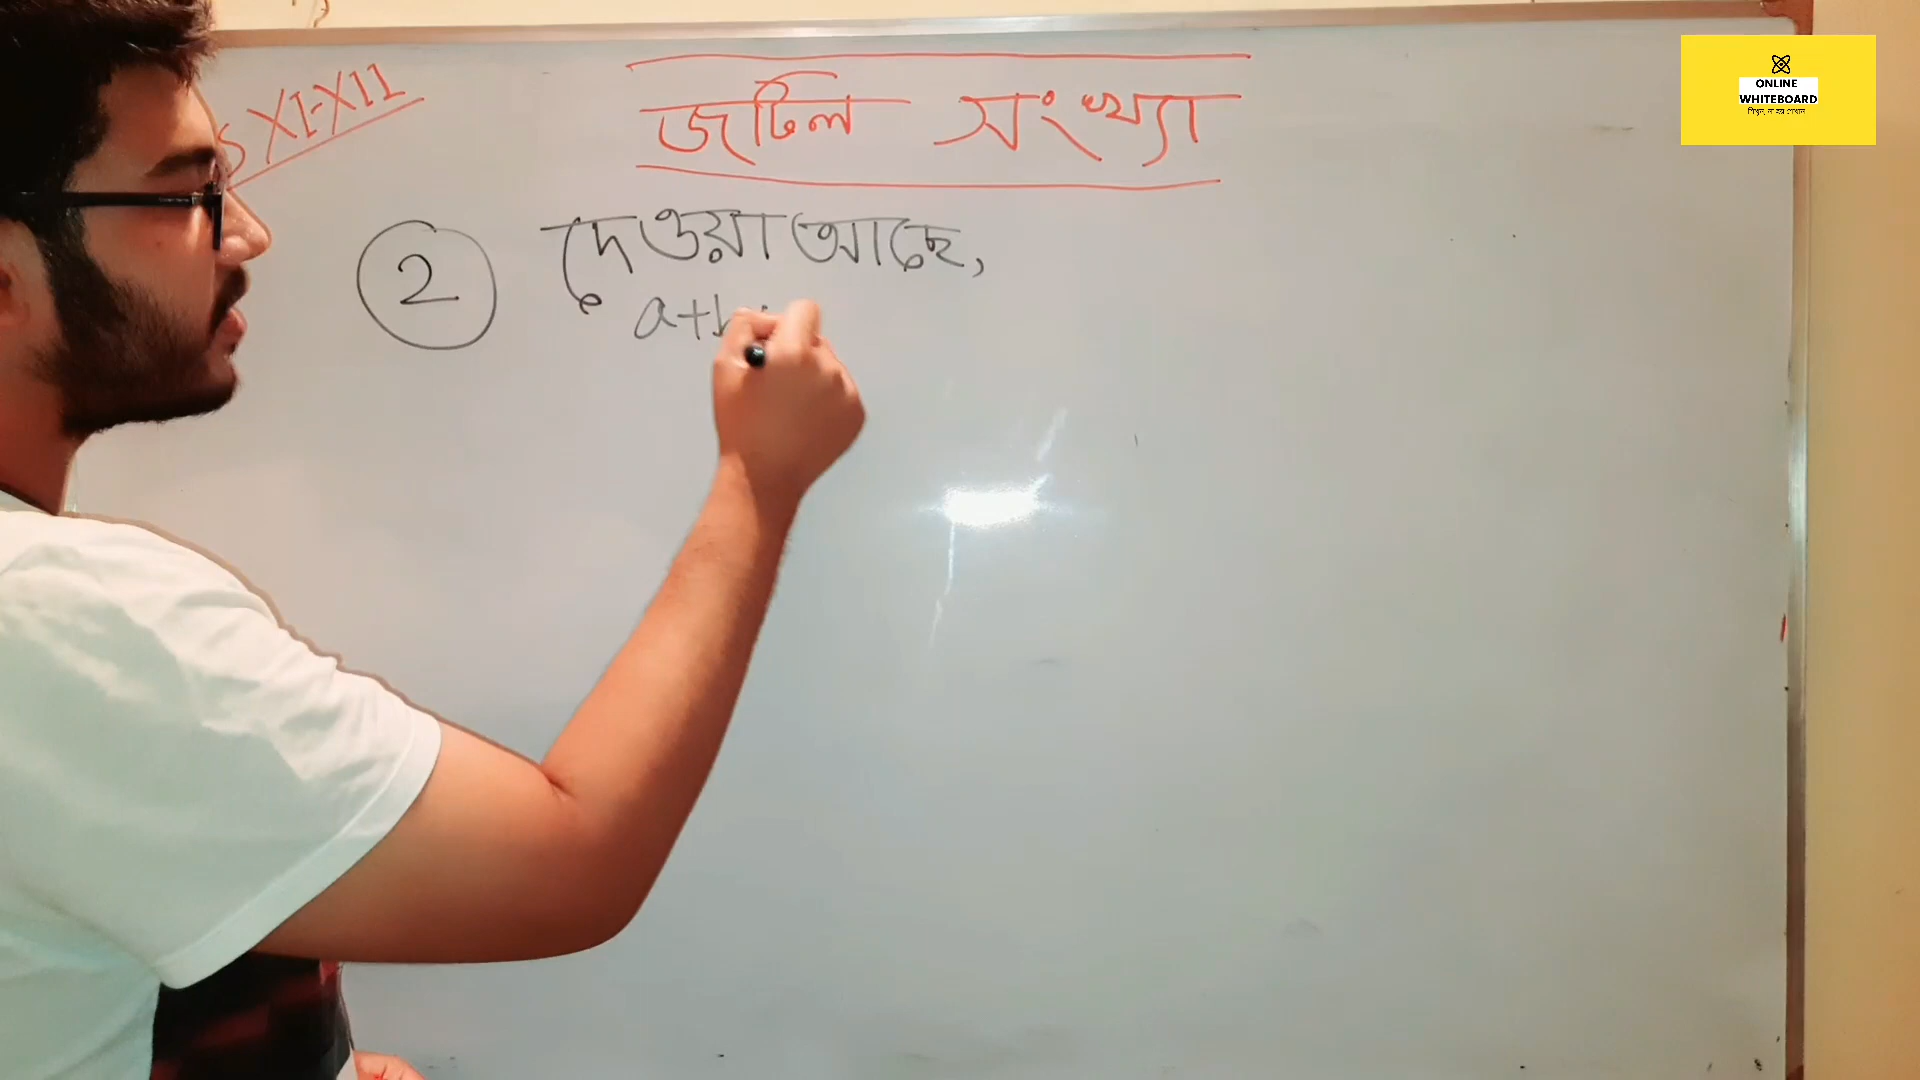 S XI-XII
জটিল সংখ্যা
2
দেওয়া আছে,
a+b
ONLINE
WHITEBOARD